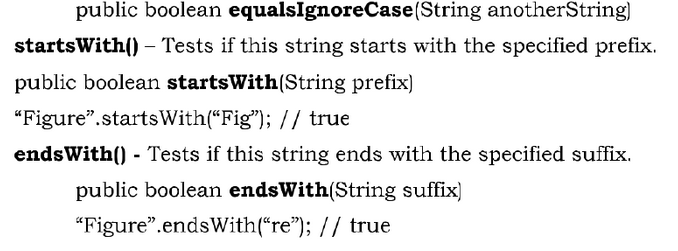 public boolean equalsIgnoreCase(String anotherString)
startsWith() – Tests if this string starts with the specified prefix.
public boolean startsWith(String prefix)
“Figure”.startsWith(“Fig”); // true
endsWith() - Tests if this string ends with the specified suffix.
public boolean endsWith(String suffix)
“Figure”.endsWith(“re”); // true